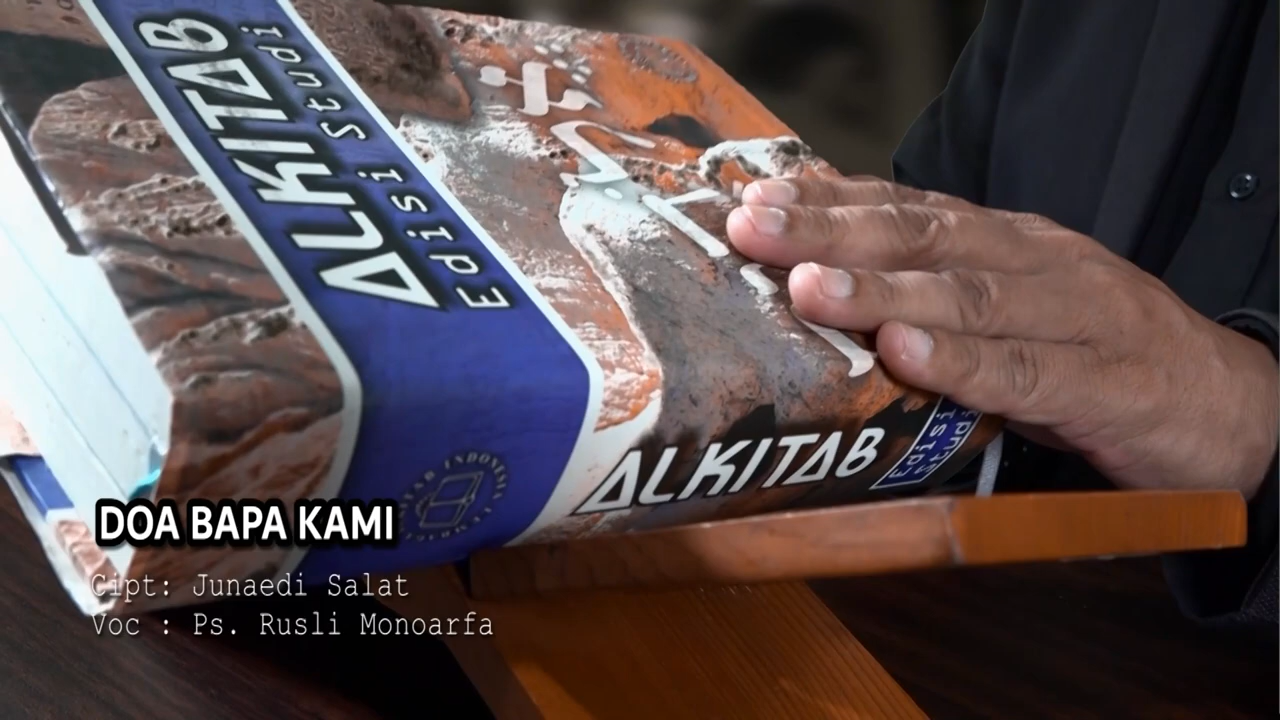 ALKITAB
Edisi Studi
ALKITAB
Edisi
Studi
DOA BAPA KAMI
Cipt: Junaedi Salat
Voc : Ps. Rusli Monoarfa